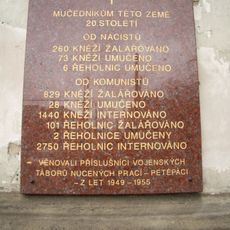 MUČEDNÍKŮM TÉTO ZEMĚ
20. STOLETÍ
OD NACISTŮ
260 KNĚŽÍ ŽALÁŘOVÁNO
73 KNĚŽÍ UMUČENO
6 ŘEHOLNIC UMUČENO
OD KOMUNISTŮ
829 KNĚŽÍ ŽALÁŘOVÁNO
28 KNĚŽÍ UMUČENO
1440 KNĚŽÍ INTERNOVÁNO
101 ŘEHOLNIC ŽALÁŘOVÁNO
2 ŘEHOLNICE UMUČENY
2750 ŘEHOLNIC INTERNOVÁNO
- VĚNOVALI PŘÍSLUŠNÍCI VOJENSKÝCH
TÁBORŮ NUCENÝCH PRACÍ - PETÉPÁCI
- Z LET 1949 - 1955